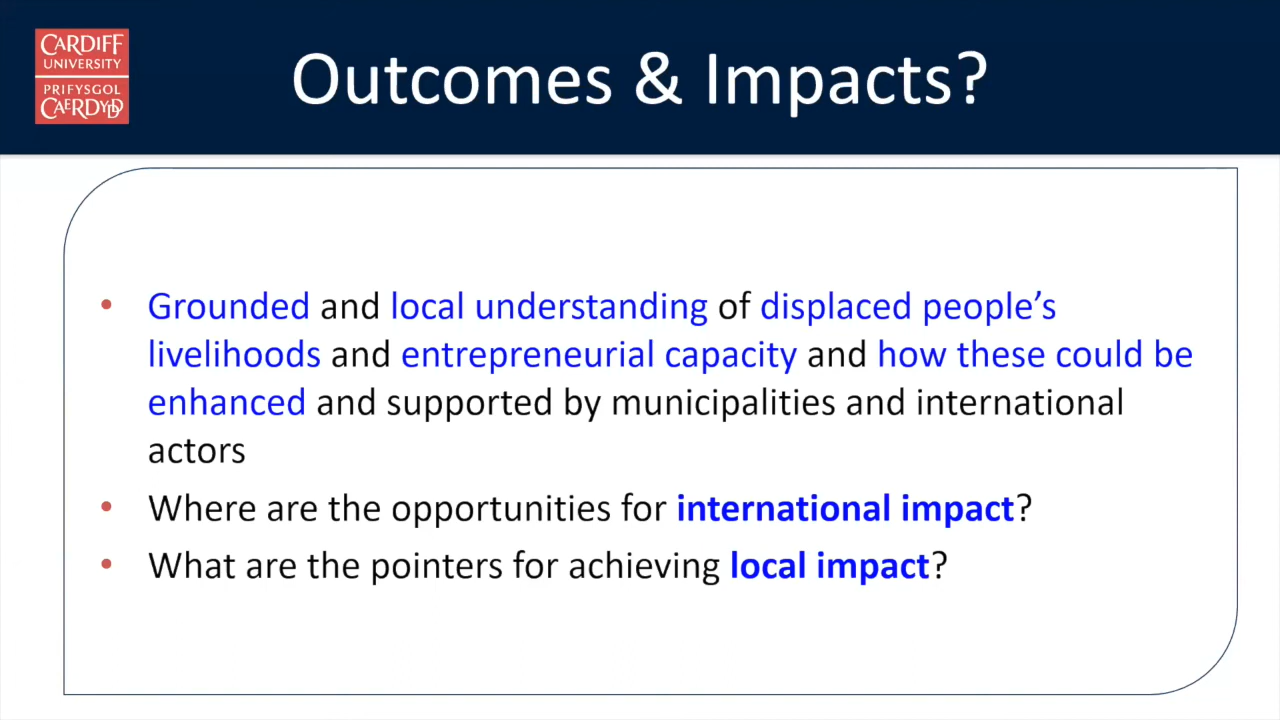 CARDIFF
UNIVERSITY
PRIFYSGOL
CAERDYDD
Outcomes & Impacts?
• Grounded and local understanding of displaced people’s
livelihoods and entrepreneurial capacity and how these could be
enhanced and supported by municipalities and international
actors
• Where are the opportunities for international impact?
• What are the pointers for achieving local impact?